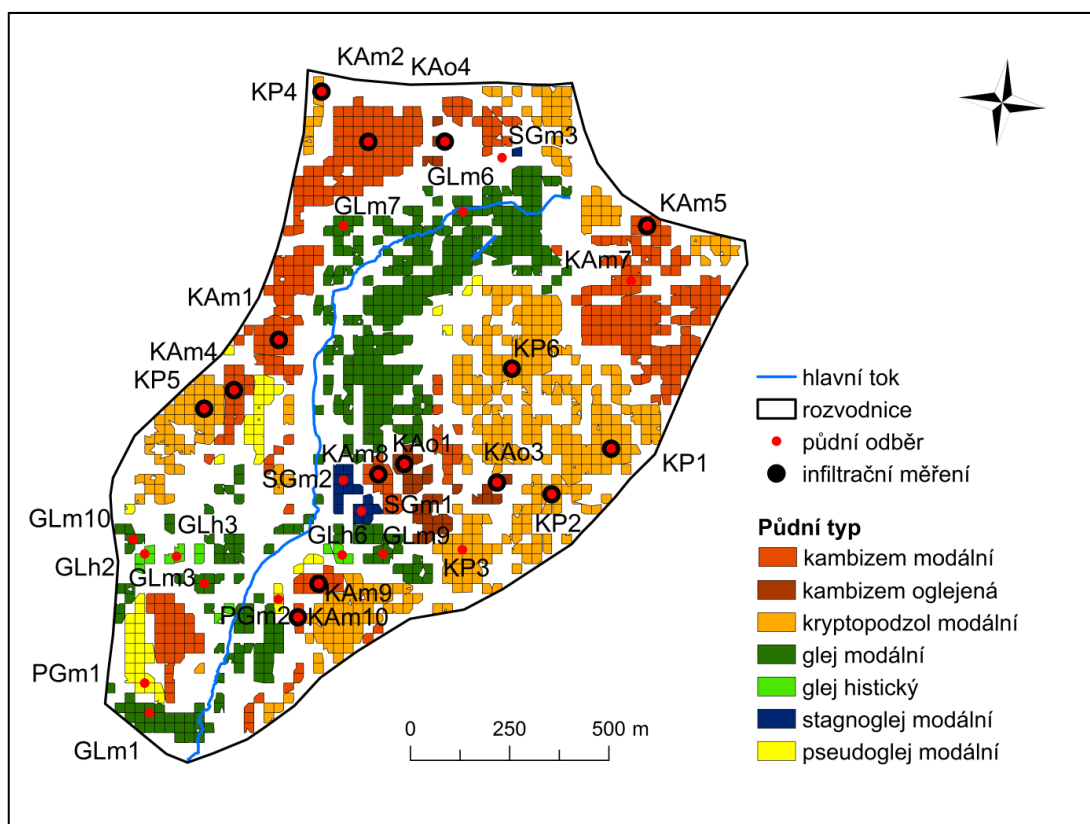 KAm2
KAo4
KP4
SGm3
GLm6
GLm7
KAm5
KAm7
KAm1
KAm4
KP6
KP5
hlavní tok
rozvodnice
půdní odběr
infiltrační měření
KAo1
KAm8
KAo3
KP1
SGm2
SGm1
KP2
GLm10
GLh3
GLh6
GLm9
KP3
GLh2
GLm3
KAm9
PGm2
KAm10
PGm1
GLm1
Půdní typ
kambizem modální
kambizem oglejená
kryptopodzol modální
glej modální
glej histický
stagnoglej modální
pseudoglej modální
0 250 500 m